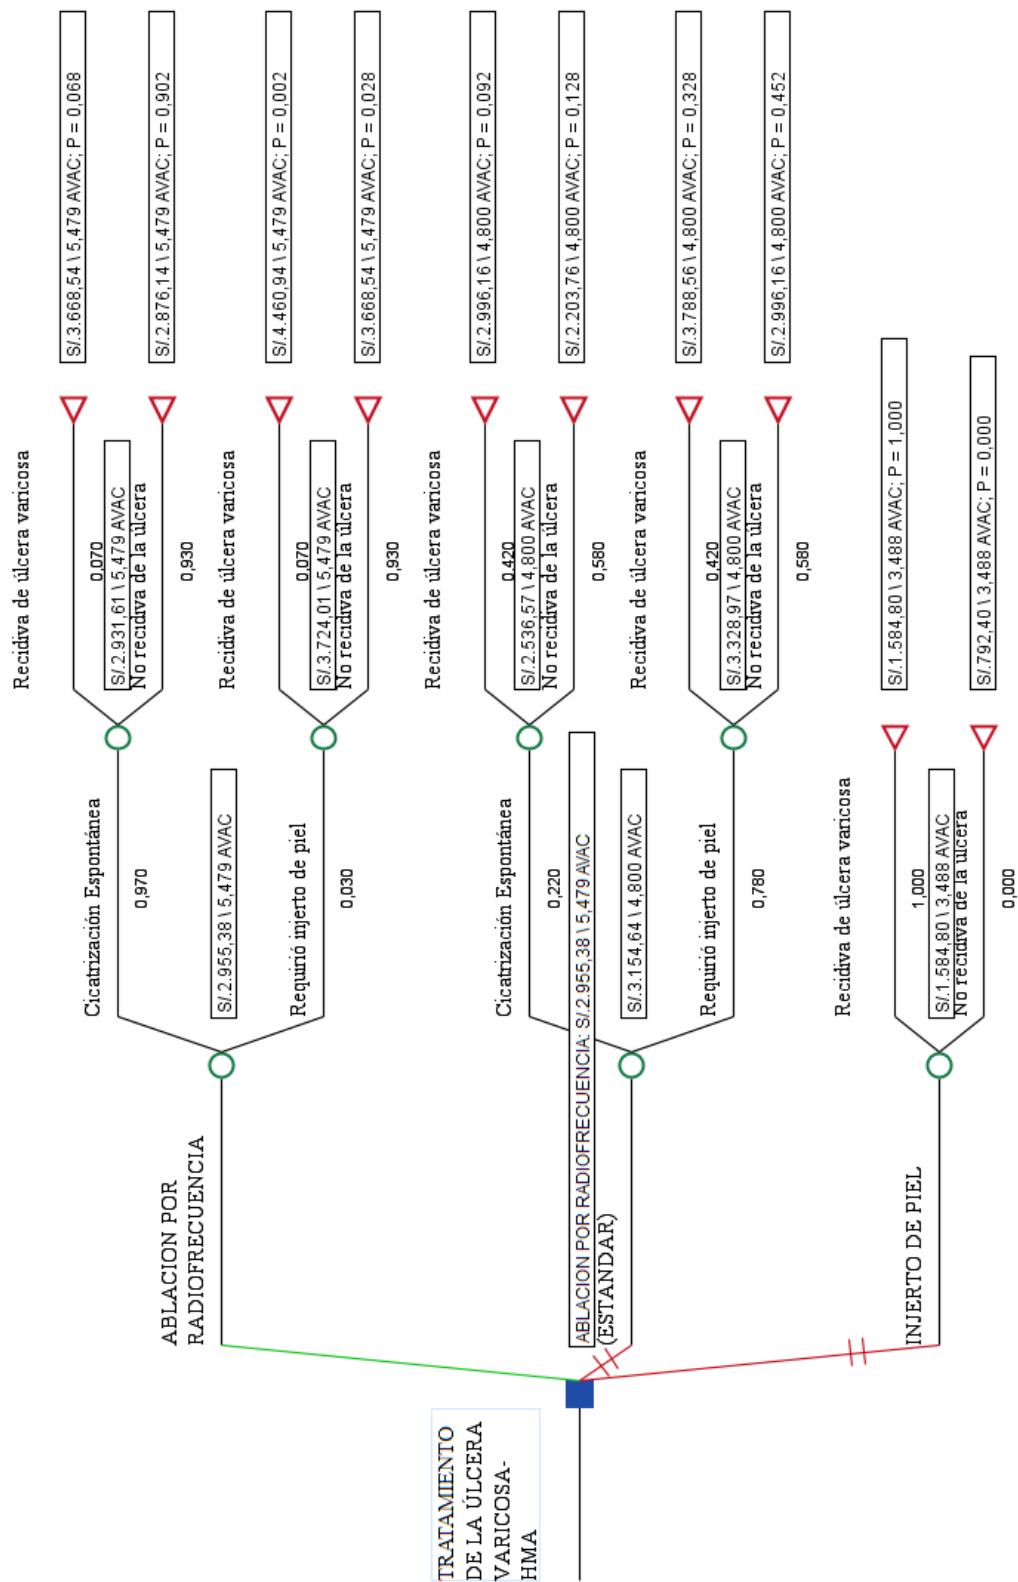 TRATAMIENTO
DE LA ÚLCERA
VARICOSA-
HMA
ABLACION POR
RADIOFRECUENCIA
Cicatrización Espontánea
0,970
Recidiva de úlcera varicosa
0,070
S/.3.668,54 \ 5,479 AVAC; P = 0,068
S/.2.931,61 \ 5,479 AVAC
No recidiva de la úlcera
0,930
S/.2.876,14 \ 5,479 AVAC; P = 0,902
S/.2.955,38 \ 5,479 AVAC
Requirió injerto de piel
0,030
Recidiva de úlcera varicosa
0,070
S/.4.460,94 \ 5,479 AVAC; P = 0,002
S/.3.724,01 \ 5,479 AVAC
No recidiva de la úlcera
0,930
S/.3.668,54 \ 5,479 AVAC; P = 0,028
ABLACION POR RADIOFRECUENCIA: S/.2.955,38 \ 5,479 AVAC
(ESTANDAR)
Cicatrización Espontánea
0,220
Recidiva de úlcera varicosa
0,420
S/.2.996,16 \ 4,800 AVAC; P = 0,092
S/.2.536,57 \ 4,800 AVAC
No recidiva de la úlcera
0,580
S/.2.203,76 \ 4,800 AVAC; P = 0,128
S/.3.154,64 \ 4,800 AVAC
Requirió injerto de piel
0,780
Recidiva de úlcera varicosa
0,420
S/.3.788,56 \ 4,800 AVAC; P = 0,328
S/.3.328,97 \ 4,800 AVAC
No recidiva de la úlcera
0,580
S/.2.996,16 \ 4,800 AVAC; P = 0,452
INJERTO DE PIEL
Recidiva de úlcera varicosa
1,000
S/.1.584,80 \ 3,488 AVAC; P = 1,000
S/.1.584,80 \ 3,488 AVAC
No recidiva de la úlcera
0,000
S/.792,40 \ 3,488 AVAC; P = 0,000